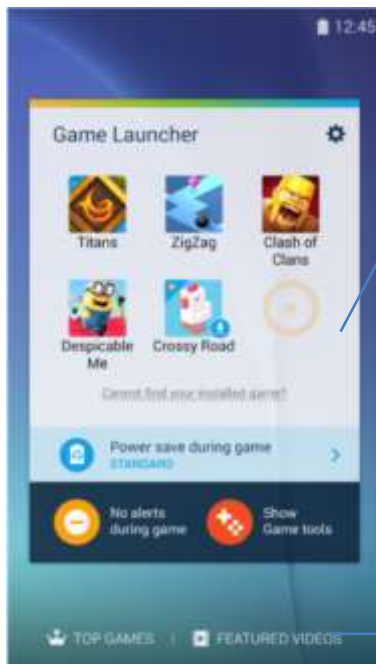 12:45
Game Launcher
Titans
ZigZag
Clash of
Clans
Despicable
Me
Crossy Road
Cannot find your installed game?
Power save during game
STANDARD
No alerts
during game
Show
Game tools
TOP GAMES | FEATURED VIDEOS